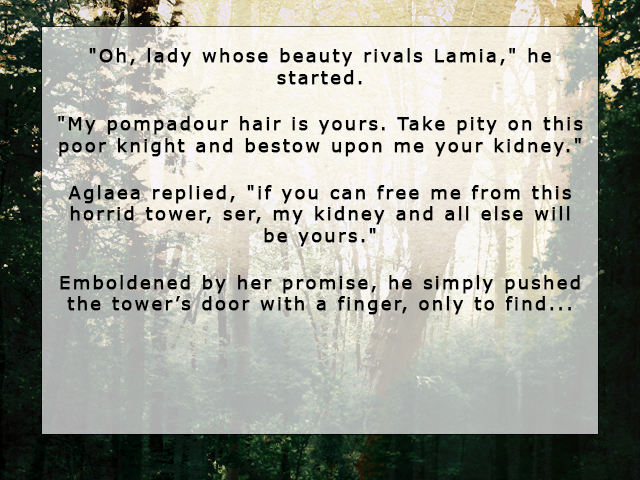 "Oh, lady whose beauty rivals Lamia," he
started.
"My pompadour hair is yours. Take pity on this
poor knight and bestow upon me your kidney."
Aglaea replied, "if you can free me from this
horrid tower, ser, my kidney and all else will
be yours."
Emboldened by her promise, he simply pushed
the tower’s door with a finger, only to find...